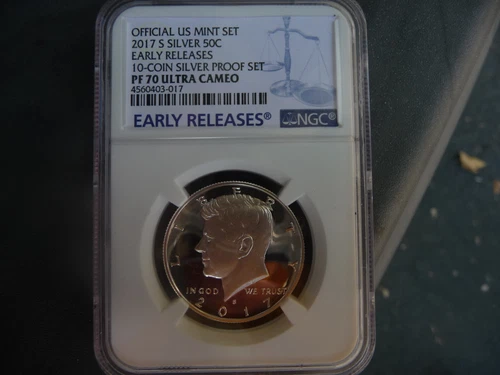 OFFICIAL US MINT SET
2017 S SILVER 50C
EARLY RELEASES
10-COIN SILVER PROOF SET
PF 70 ULTRA CAMEO
4560403-017
EARLY RELEASES® NGC®
LIBERTY
IN GOD WE TRUST
S
2017